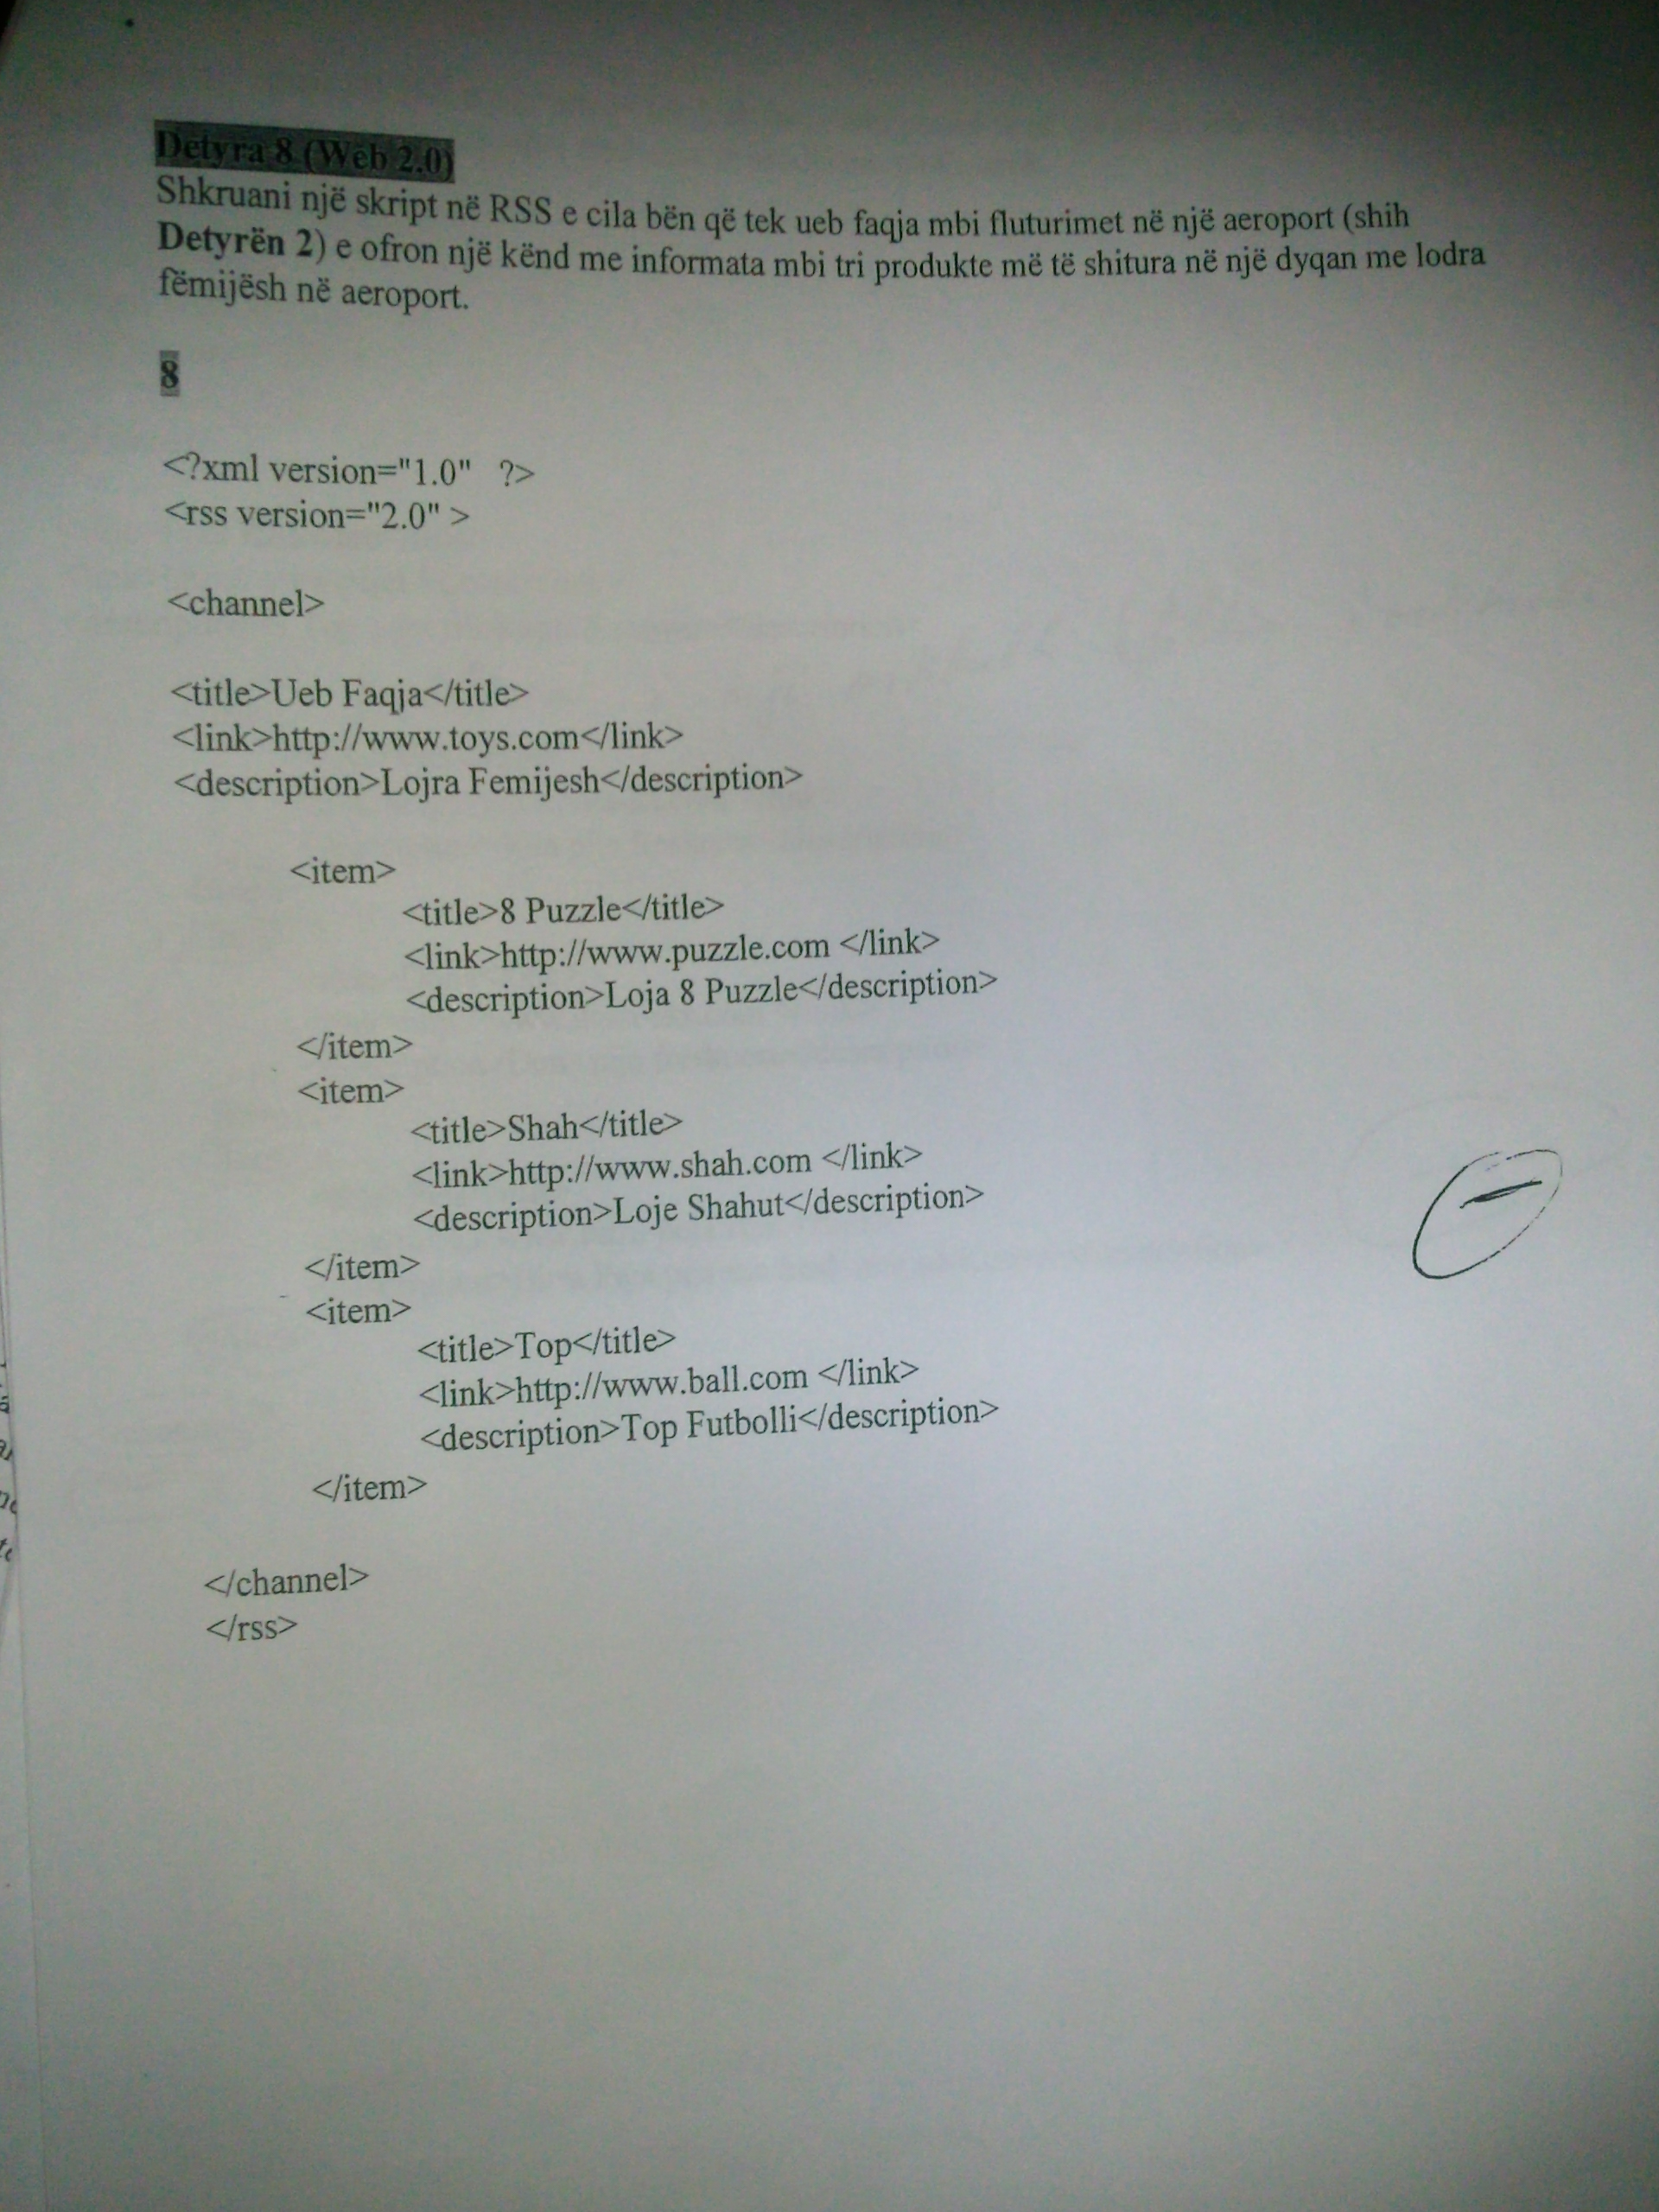 Detyra 8 (Web 2.0)
Shkruani një skript në RSS e cila bën që tek ueb faqja mbi fluturimet në një aeroport (shih
Detyrën 2) e ofron një kënd me informata mbi tri produkte më të shitura në një dyqan me lodra
fëmijësh në aeroport.
8
<?xml version="1.0" ?>
<rss version="2.0" >
<channel>
<title>Ueb Faqja</title>
<link>http://www.toys.com</link>
<description>Lojra Femijesh</description>
<item>
<title>8 Puzzle</title>
<link>http://www.puzzle.com </link>
<description>Loja 8 Puzzle</description>
</item>
<item>
<title>Shah</title>
<link>http://www.shah.com </link>
<description>Loje Shahut</description>
</item>
<item>
<title>Top</title>
<link>http://www.ball.com </link>
<description>Top Futbolli</description>
</item>
</channel>
</rss>